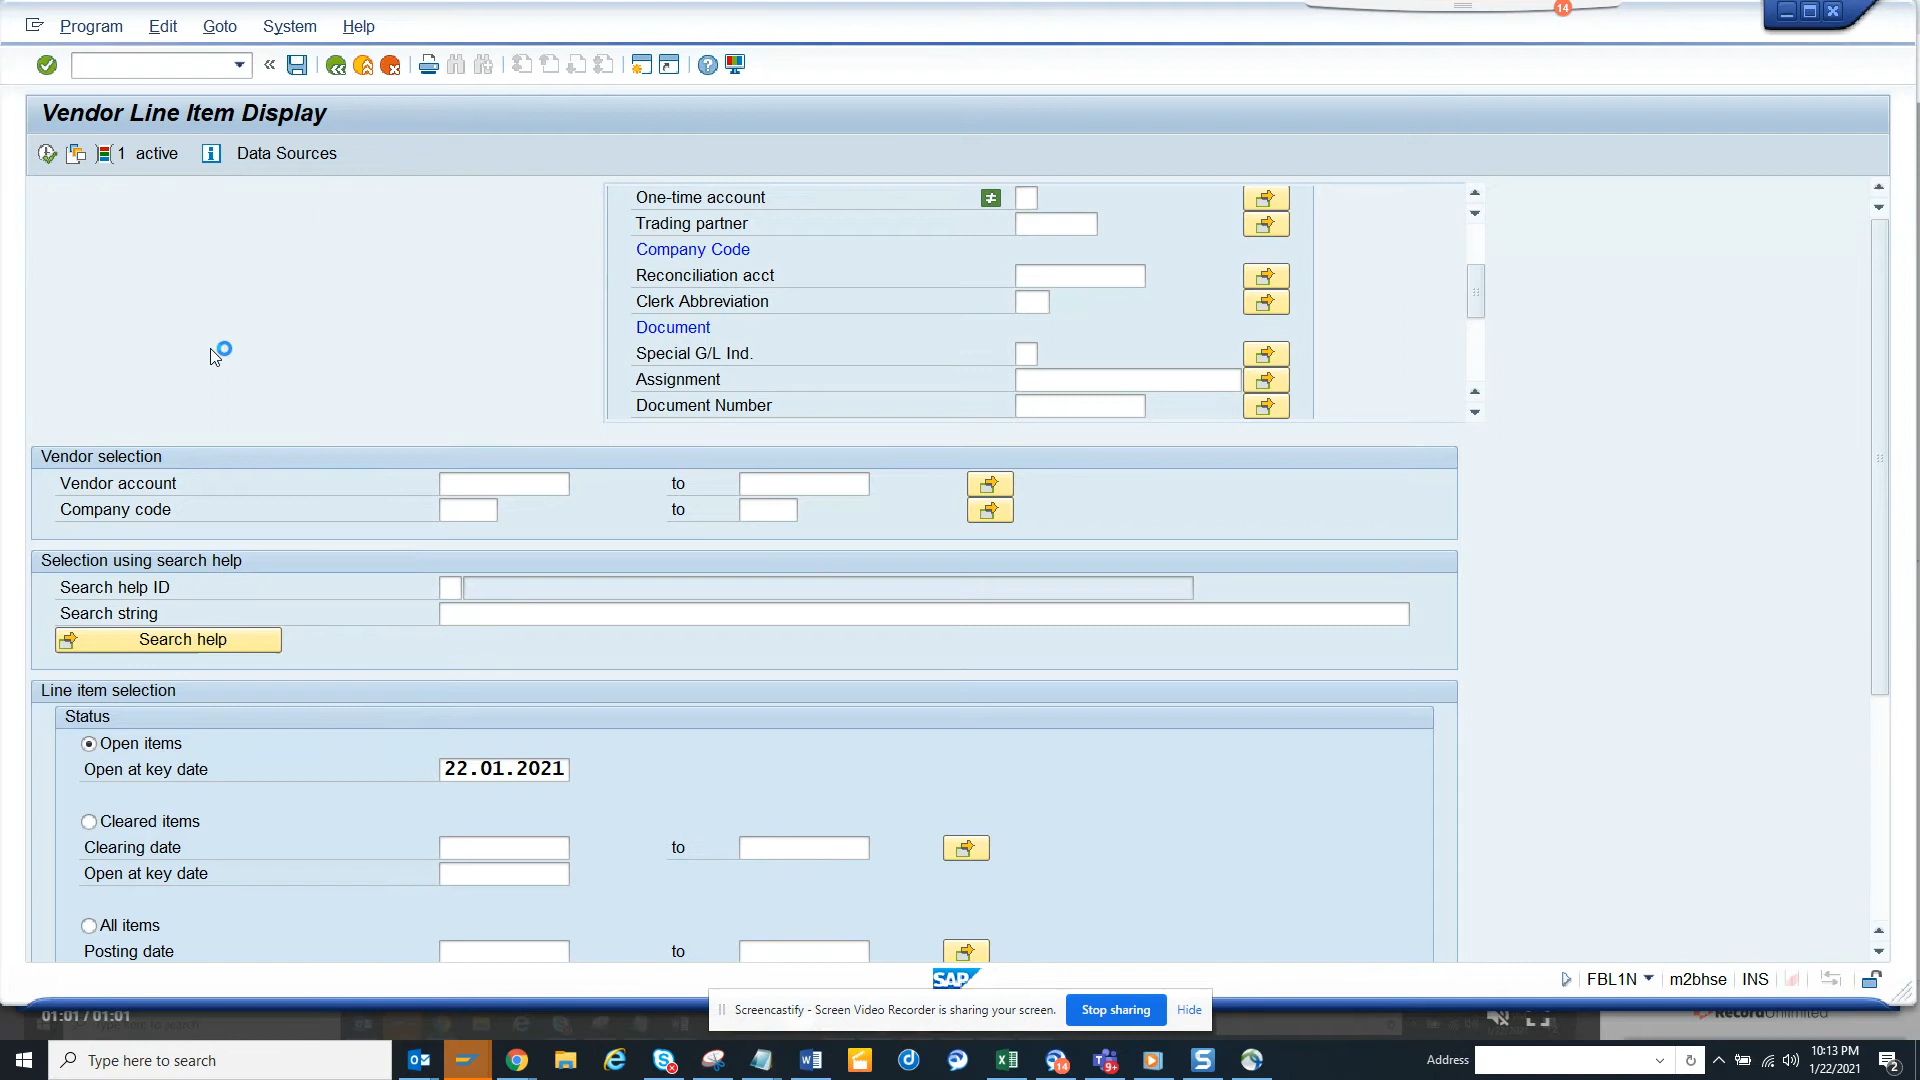 Program Edit Goto System Help
14
Vendor Line Item Display
1 active Data Sources
One-time account
Trading partner
Company Code
Reconciliation acct
Clerk Abbreviation
Document
Special G/L Ind.
Assignment
Document Number
Vendor selection
Vendor account to
Company code to
Selection using search help
Search help ID
Search string
Search help
Line item selection
Status
Open items
Open at key date 22.01.2021
Cleared items
Clearing date to
Open at key date
All items
Posting date to
SAP
FBL1N m2bhse INS
Screencastify - Screen Video Recorder is sharing your screen. Stop sharing Hide
01:01 / 01:01
RecordUnlimited
Type here to search
Address
14
9+
10:13 PM
1/22/2021
2